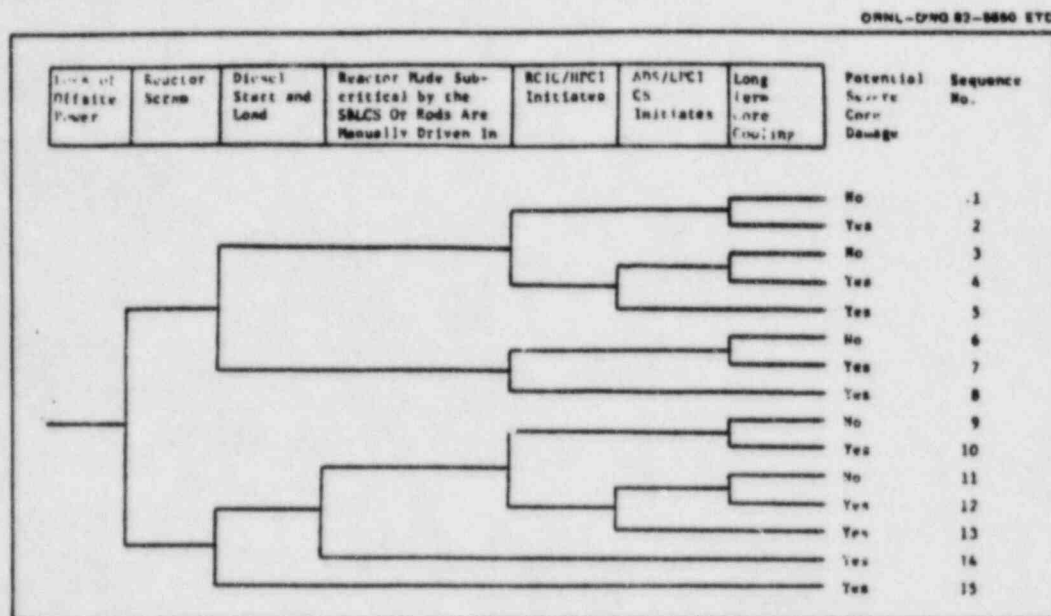 ORNL-DWG 82-5650 ETD
Loss of Offsite Power
Reactor Scram
Diesel Start and Load
Reactor Made Sub-
critical by the
SBLCS Or Rods Are
Manually Driven In
RCIC/HPCI
Initiates
ADS/LPCI
CS
Initiates
Long
Term
Core
Cooling
Potential
Severe
Core
Damage
Sequence
No.
No 1
Yes 2
No 3
Yes 4
Yes 5
No 6
Yes 7
Yes 8
No 9
Yes 10
No 11
Yes 12
Yes 13
Yes 14
Yes 15